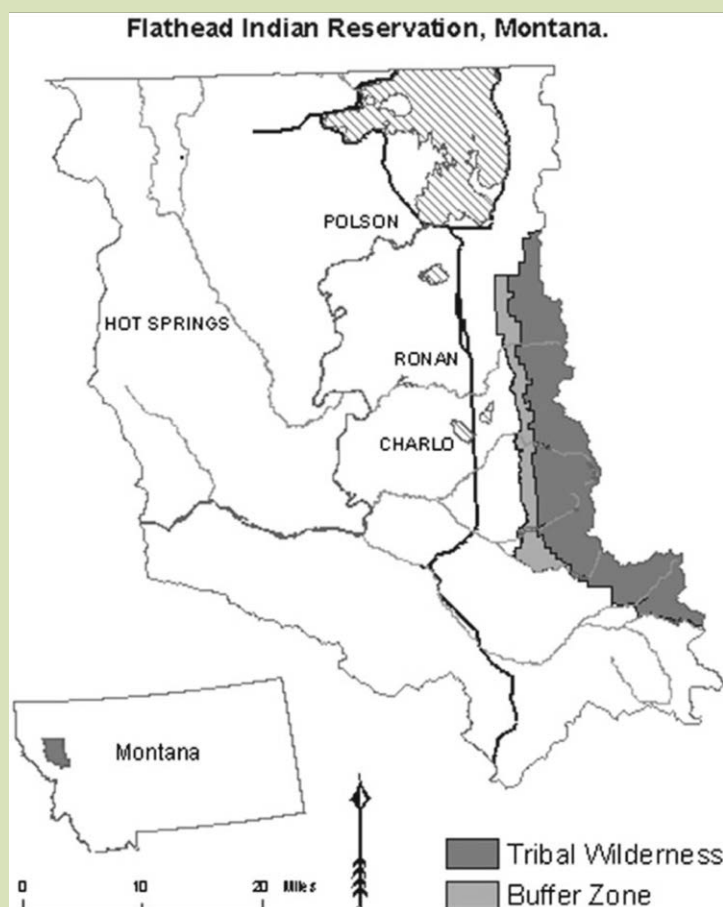 Flathead Indian Reservation, Montana.
POLSON
HOT SPRINGS
RONAN
CHARLO
Montana
Tribal Wilderness
0 10 20 Miles
Buffer Zone